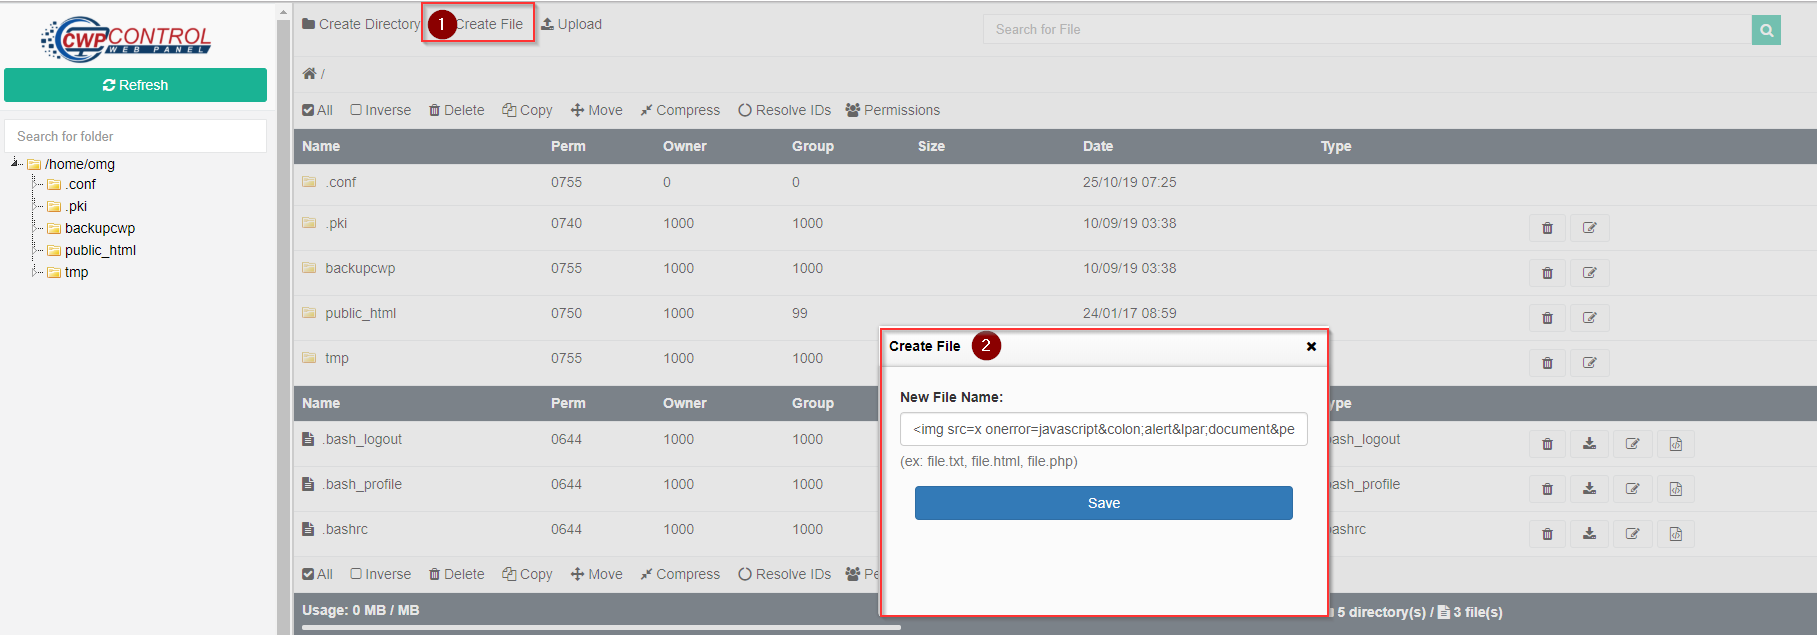 CWP CONTROL
WEB PANEL
Refresh
Search for folder
/home/omg
.conf
.pki
backupcwp
public_html
tmp
Create Directory 1 Create File Upload
Search for File
/
All Inverse Delete Copy Move Compress Resolve IDs Permissions
Name Perm Owner Group Size Date Type
.conf 0755 0 0 25/10/19 07:25
.pki 0740 1000 1000 10/09/19 03:38
backupcwp 0755 1000 1000 10/09/19 03:38
public_html 0750 1000 99 24/01/17 08:59
tmp 0755 1000 1000
Name Perm Owner Group
.bash_logout 0644 1000 1000 bash_logout
.bash_profile 0644 1000 1000 bash_profile
.bashrc 0644 1000 1000 bashrc
All Inverse Delete Copy Move Compress Resolve IDs Pe
Usage: 0 MB / MB 5 directory(s) / 3 file(s)
Create File 2
New File Name:
<img src=x onerror=javascript&colon;alert&lpar;document&pe
(ex: file.txt, file.html, file.php)
Save